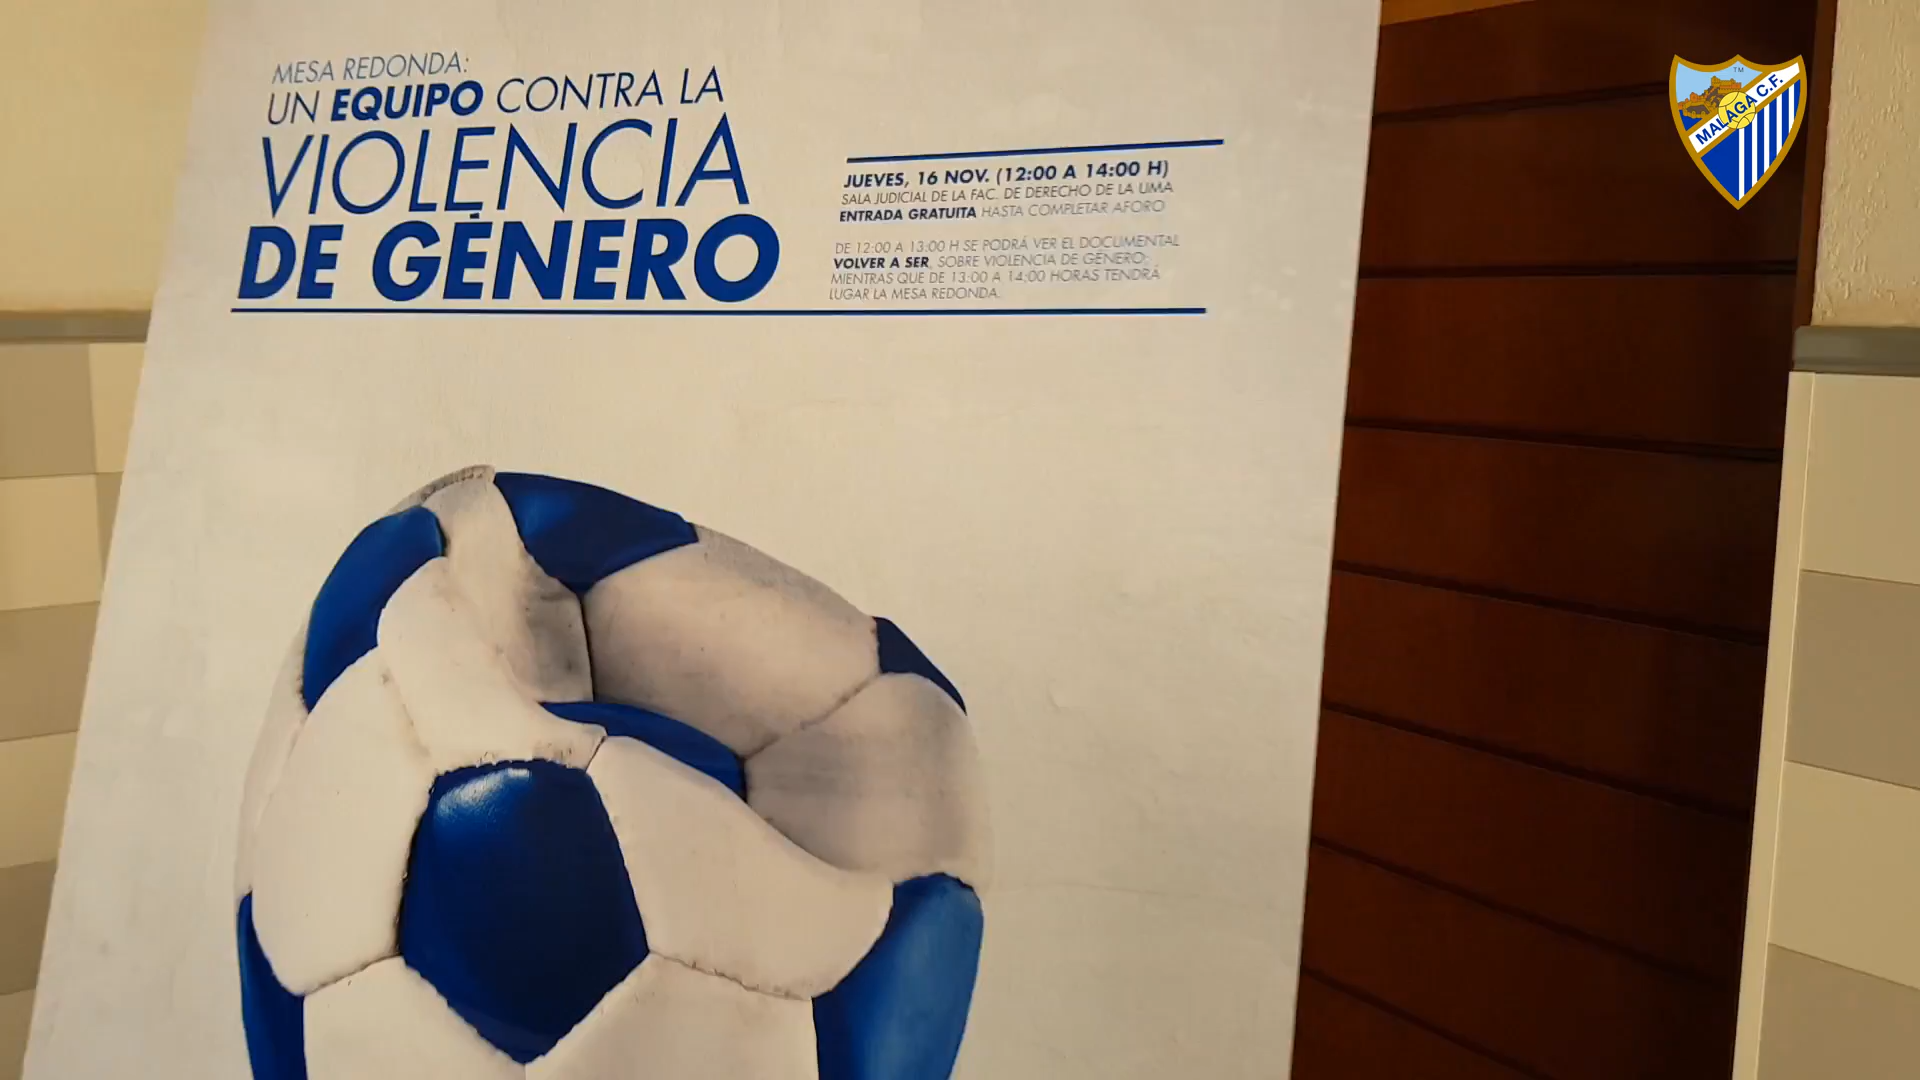 MESA REDONDA:
UN EQUIPO CONTRA LA
VIOLENCIA
DE GÉNERO
JUEVES, 16 NOV. (12:00 A 14:00 H)
SALA JUDICIAL DE LA FAC. DE DERECHO DE LA UMA
ENTRADA GRATUITA HASTA COMPLETAR AFORO
DE 12:00 A 13:00 H SE PODRÁ VER EL DOCUMENTAL
VOLVER A SER, SOBRE VIOLENCIA DE GÉNERO;
MIENTRAS QUE DE 13:00 A 14:00 HORAS TENDRÁ
LUGAR LA MESA REDONDA.
TM
MALAGA C.F.